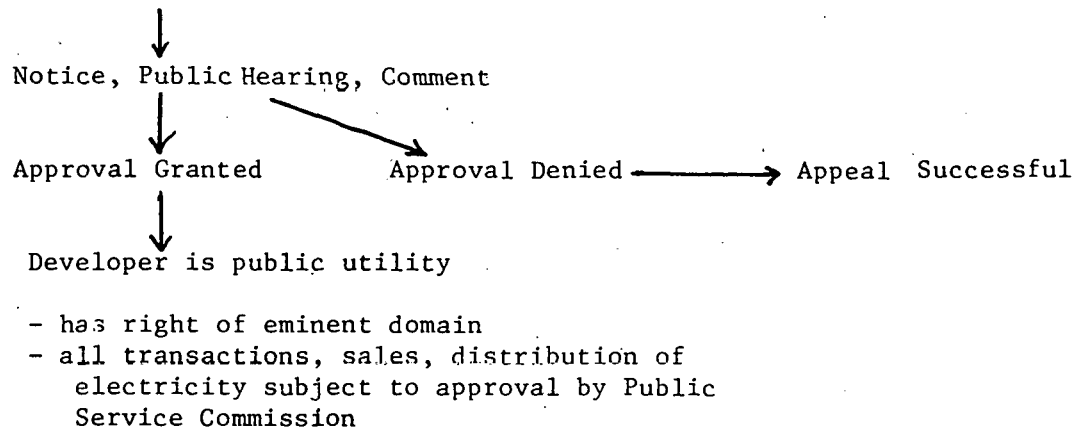 Notice, Public Hearing, Comment
Approval Granted Approval Denied Appeal Successful
Developer is public utility
- has right of eminent domain
- all transactions, sales, distribution of
electricity subject to approval by Public
Service Commission